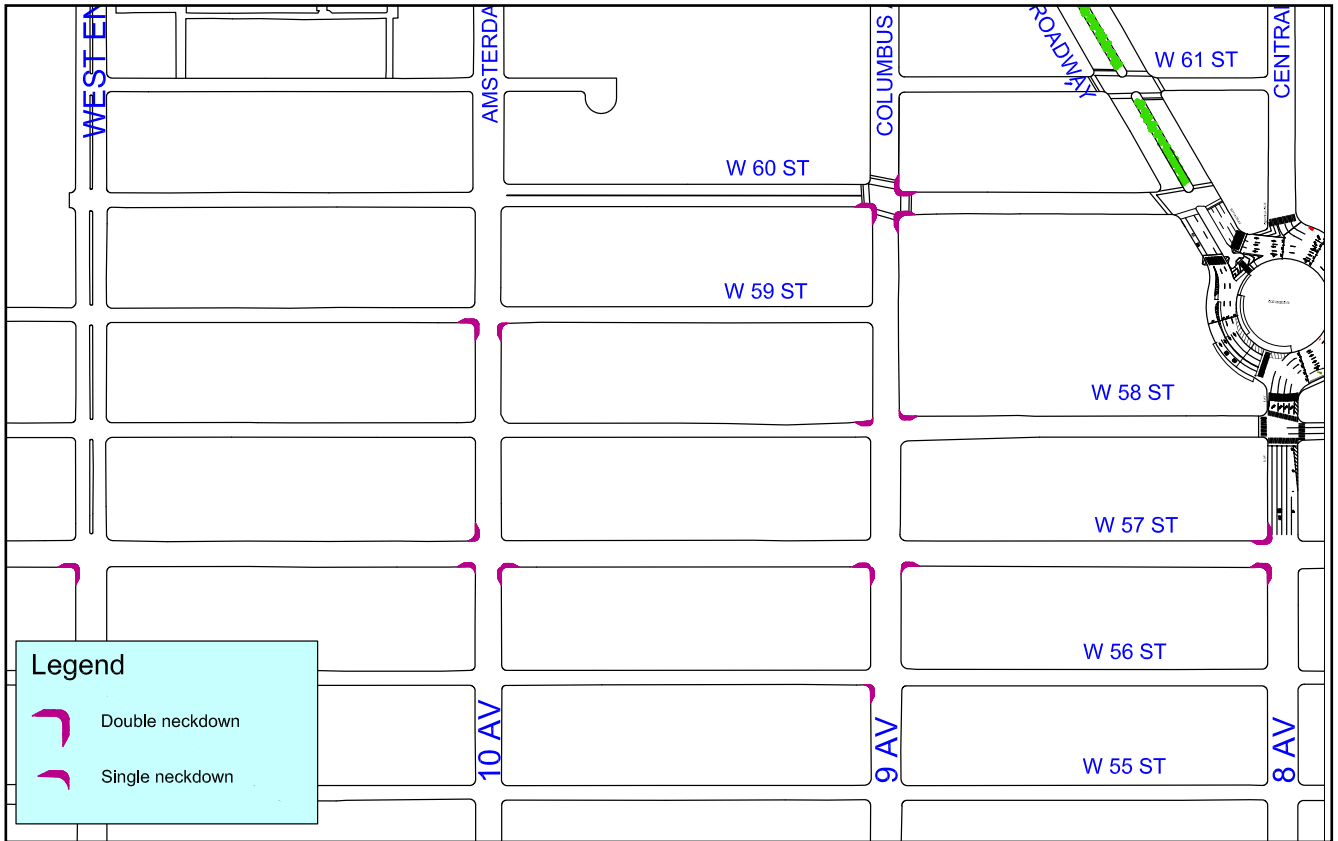 WEST EN
AMSTERDA
COLUMBUS
ROADWAY
W 61 ST
CENTRAL
W 60 ST
W 59 ST
W 58 ST
W 57 ST
W 56 ST
W 55 ST
10 AV
9 AV
8 AV
Legend
Double neckdown
Single neckdown